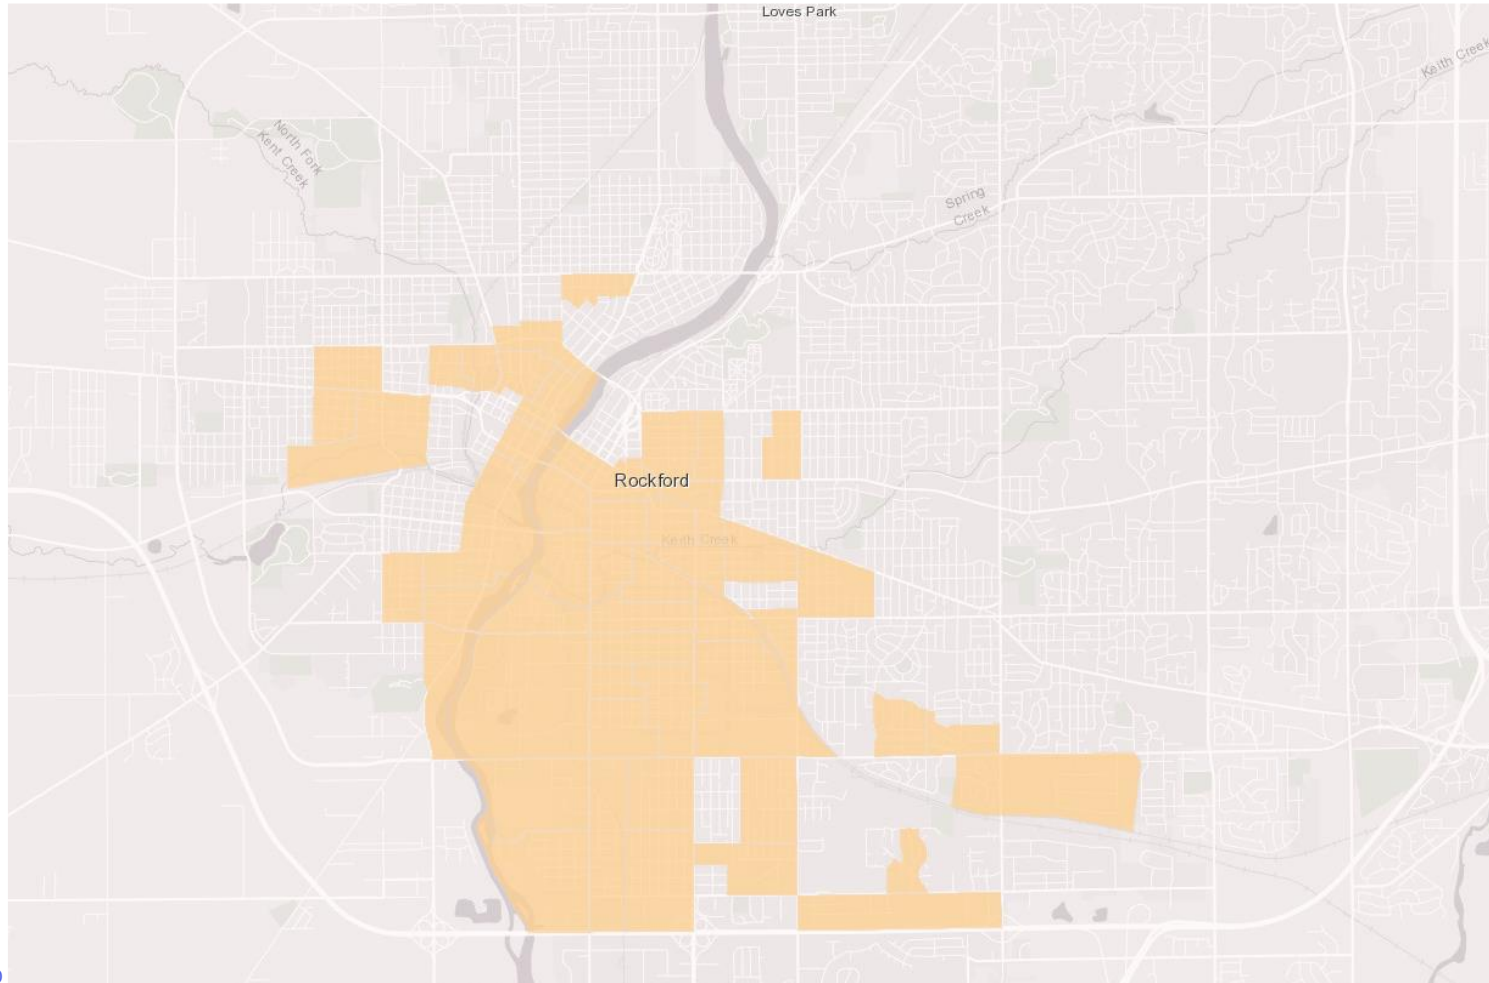 Loves Park
Keith Creek
North Fork
Kent Creek
Spring
Creek
Rockford
Keith Creek